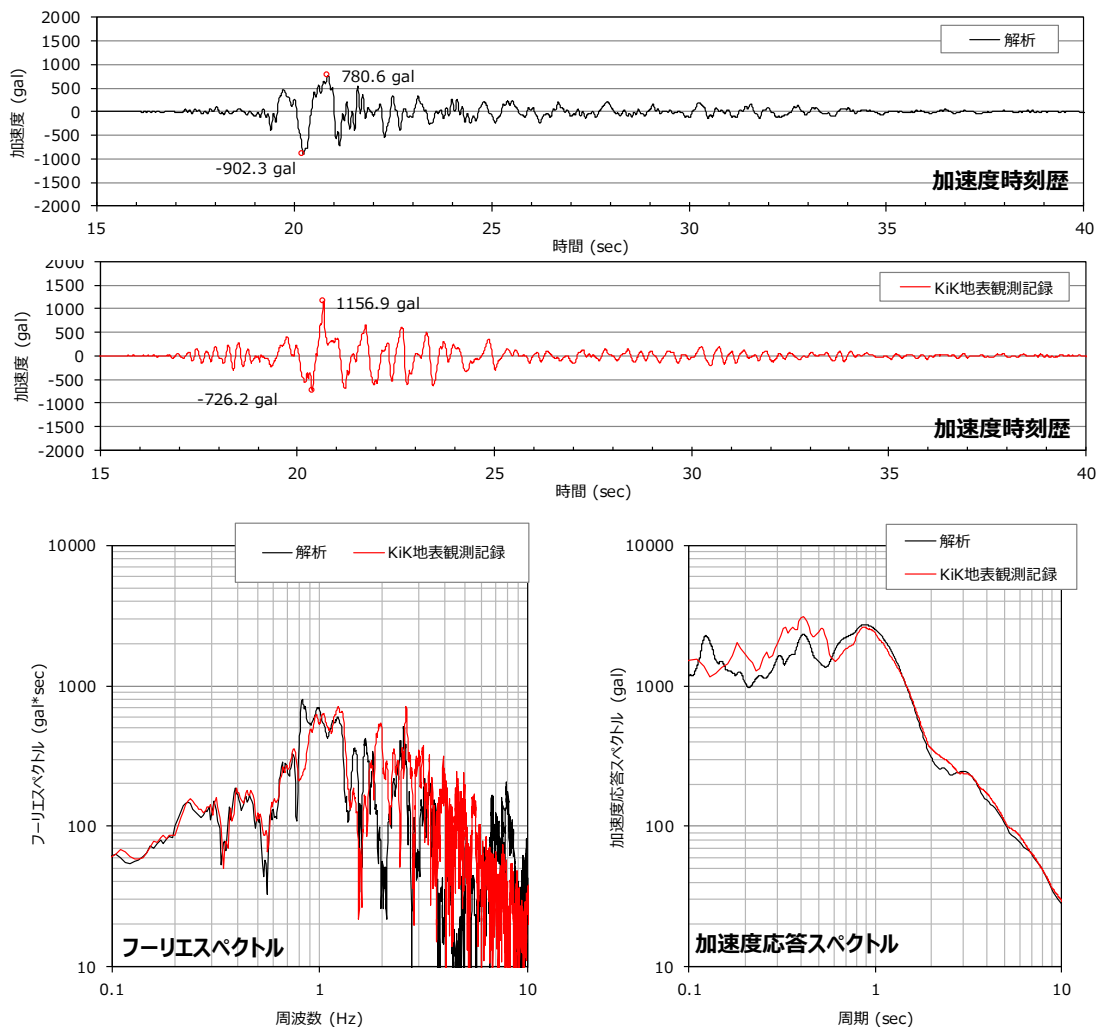 2000
1500
1000
500
0
-500
-1000
-1500
-2000
加速度 (gal)
解析
780.6 gal
-902.3 gal
加速度時刻歴
15 20 25 30 35 40
時間 (sec)
2000
1500
1000
500
0
-500
-1000
-1500
-2000
加速度 (gal)
KiK地表観測記録
1156.9 gal
-726.2 gal
加速度時刻歴
15 20 25 30 35 40
時間 (sec)
解析 KiK地表観測記録
10000
1000
100
10
フーリエスペクトル (gal*sec)
フーリエスペクトル
0.1 1 10
周波数 (Hz)
解析
KiK地表観測記録
10000
1000
100
10
加速度応答スペクトル (gal)
加速度応答スペクトル
0.1 1 10
周期 (sec)